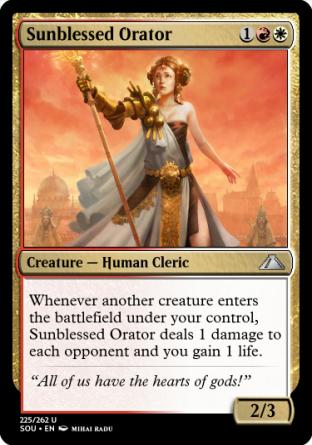 Sunblessed Orator 1
Creature — Human Cleric
Whenever another creature enters
the battlefield under your control,
Sunblessed Orator deals 1 damage to
each opponent and you gain 1 life.
“All of us have the hearts of gods!”
2/3
225/262 U
SOU • EN MIHAI RADU